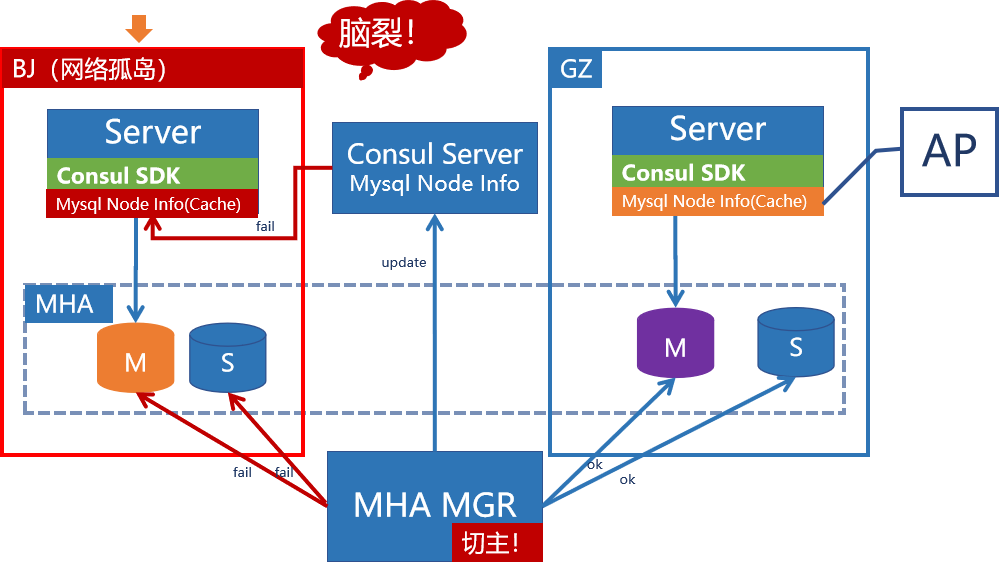 脑裂！
BJ（网络孤岛）
GZ
Server
Consul SDK
Mysql Node Info(Cache)
Consul Server
Mysql Node Info
Server
Consul SDK
Mysql Node Info(Cache)
AP
fail
update
MHA
M
S
M
S
fail
fail
ok
ok
MHA MGR
切主！